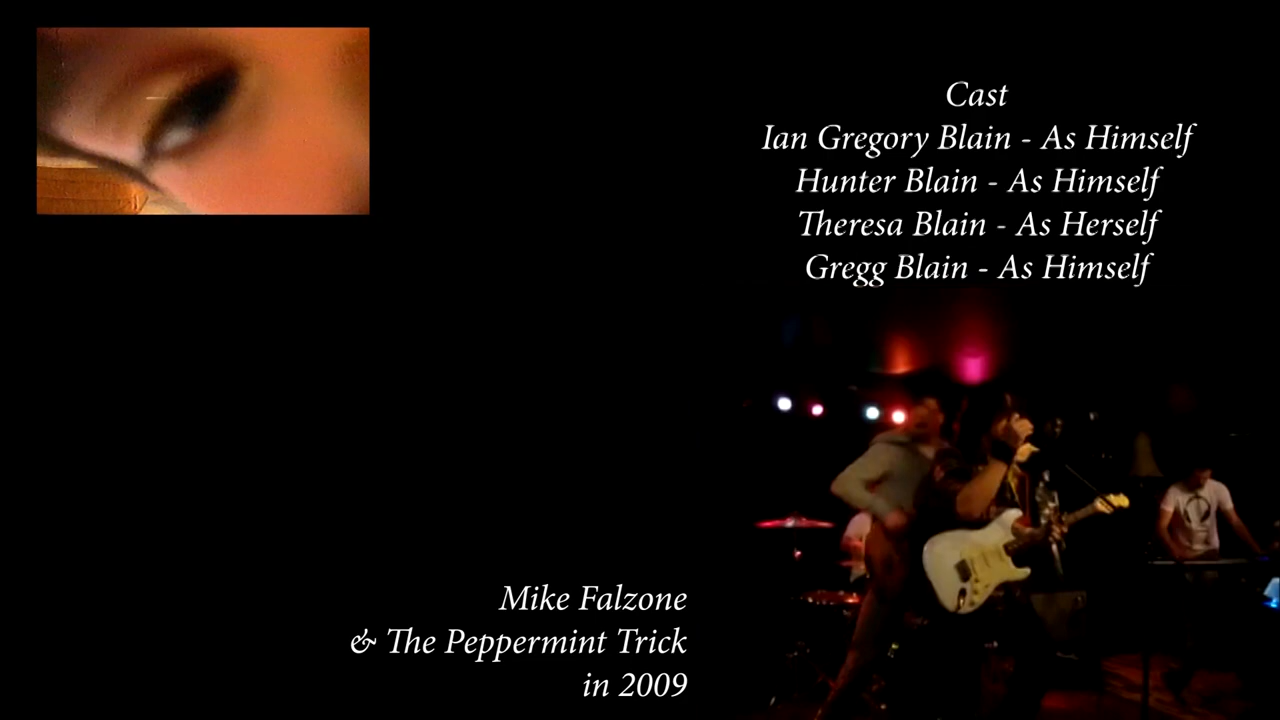 Cast
Ian Gregory Blain - As Himself
Hunter Blain - As Himself
Theresa Blain - As Herself
Gregg Blain - As Himself
Mike Falzone
& The Peppermint Trick
in 2009